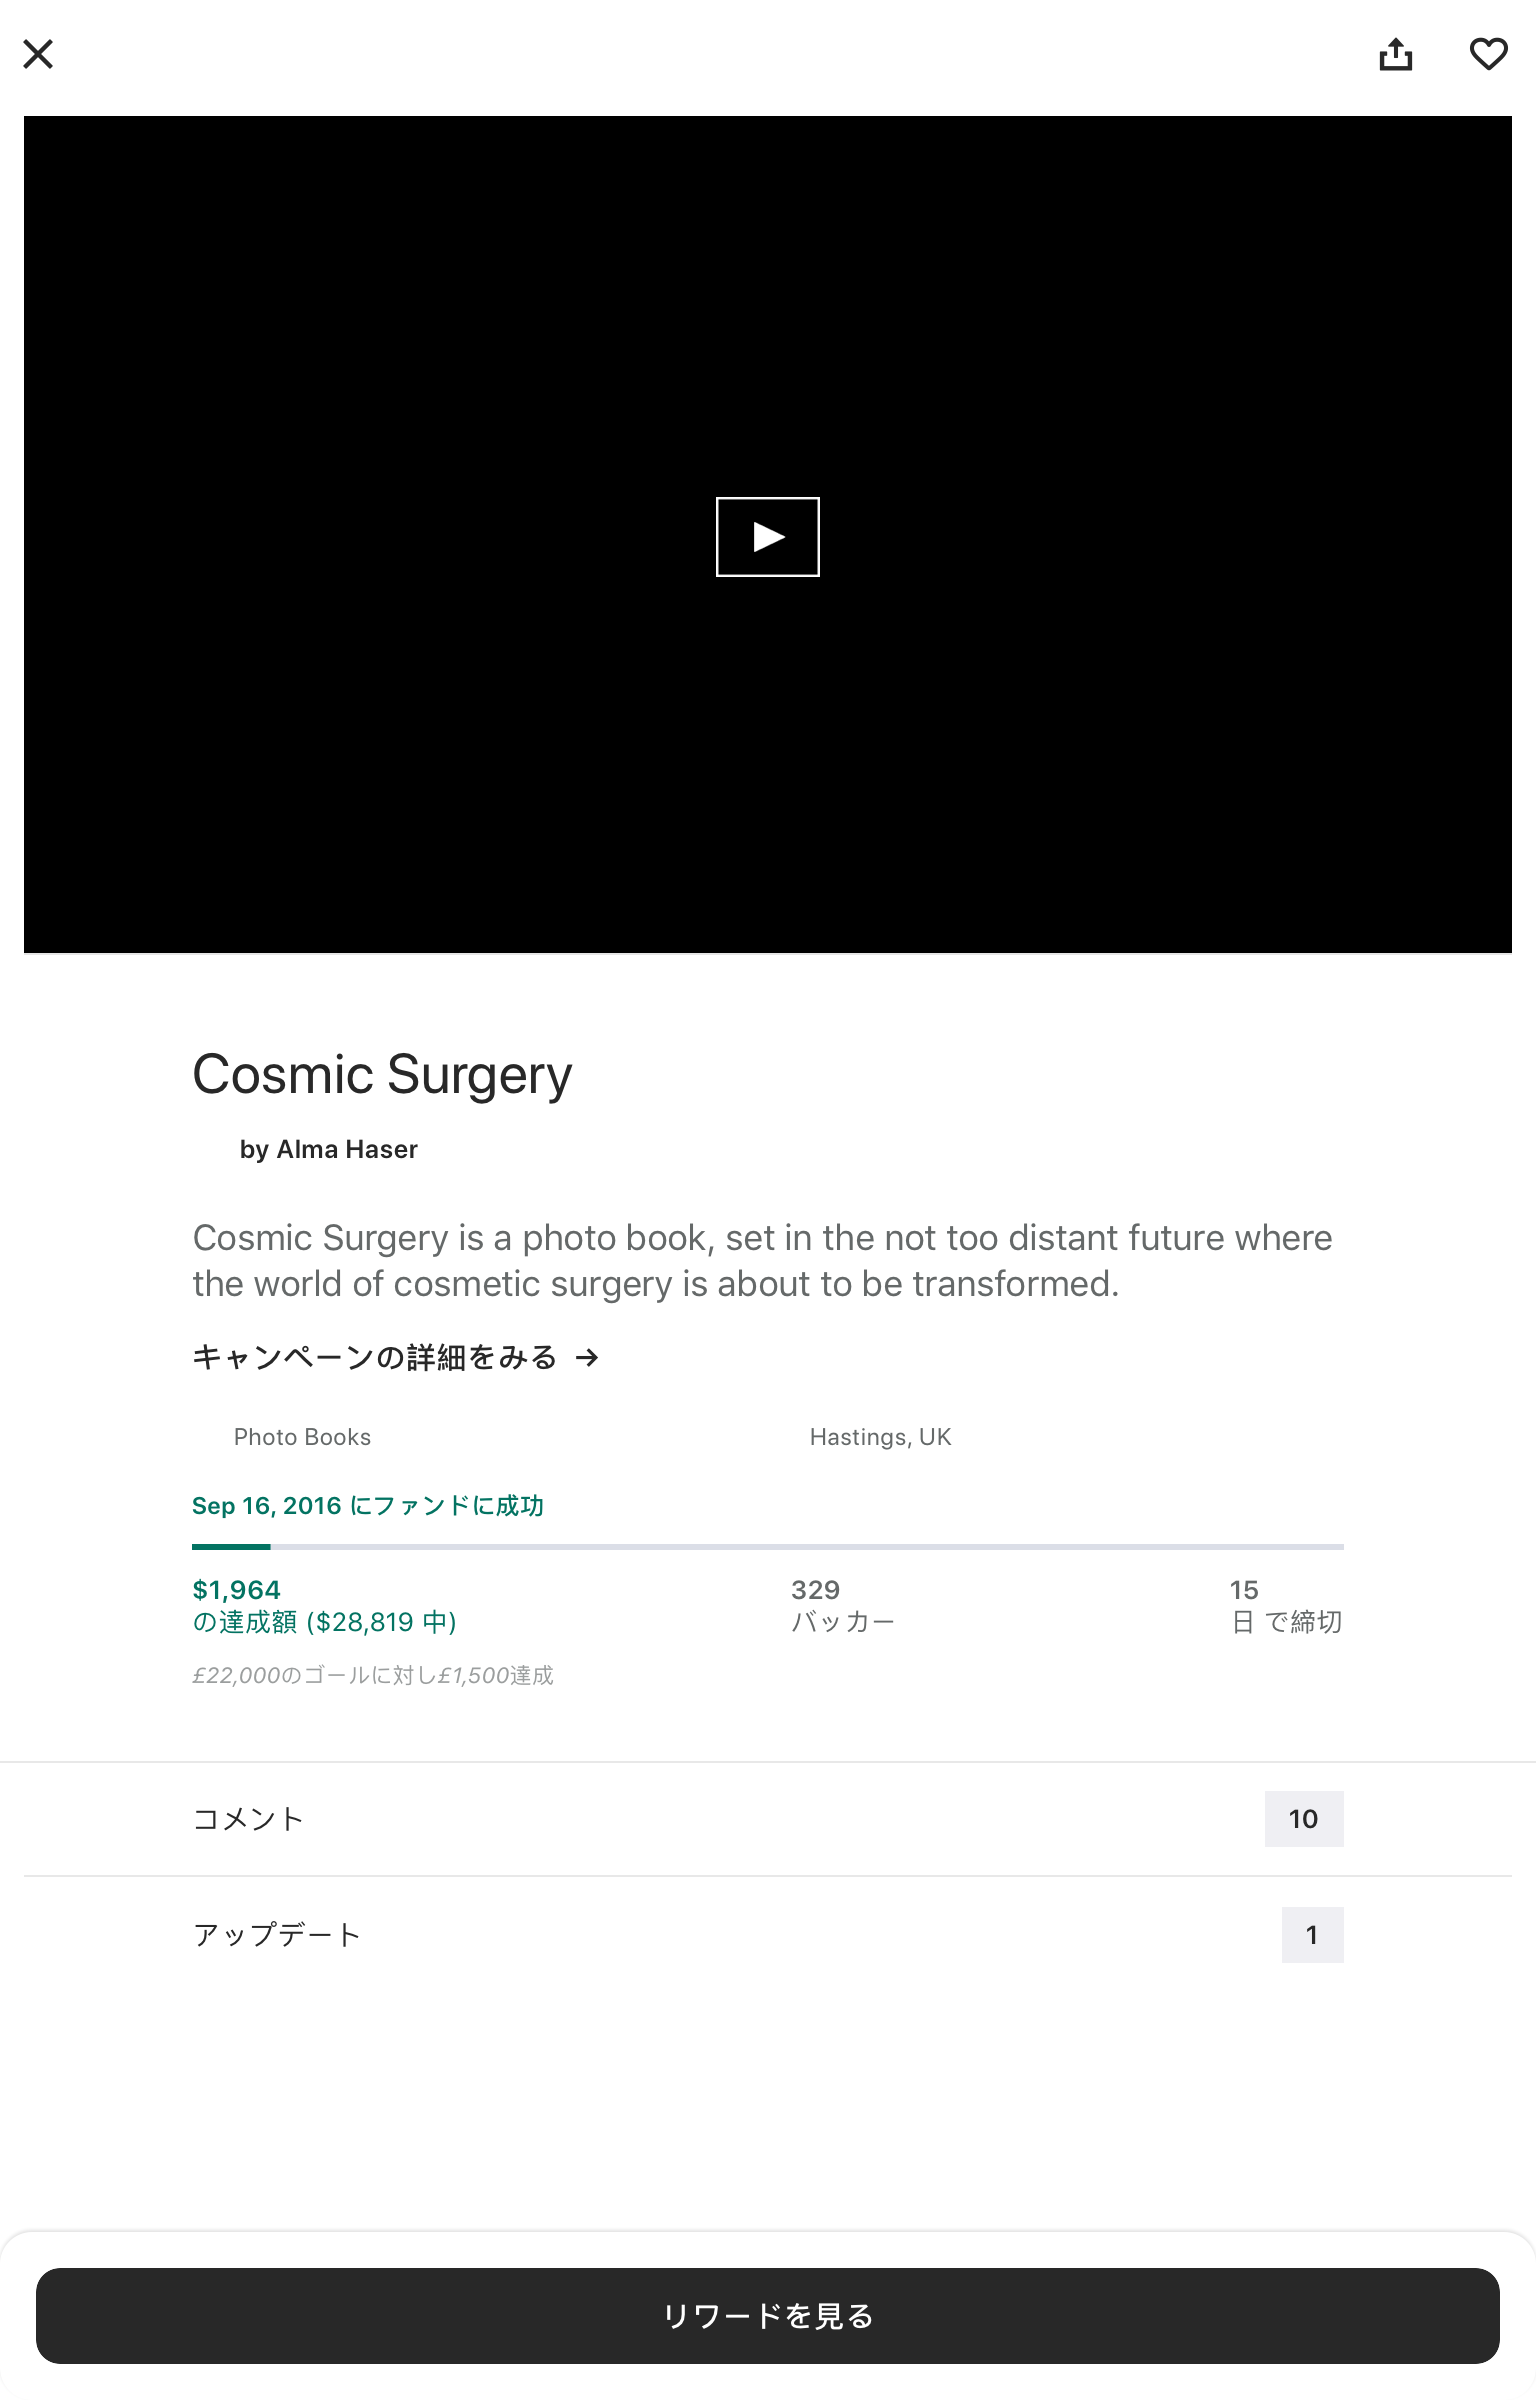 Cosmic Surgery
by Alma Haser
Cosmic Surgery is a photo book, set in the not too distant future where
the world of cosmetic surgery is about to be transformed.
キャンペーンの詳細をみる →
Photo Books
Hastings, UK
Sep 16, 2016 にファンドに成功
$1,964
の達成額 ($28,819 中)
329
バッカー
15
日 で締切
£22,000のゴールに対し£1,500達成
コメント
10
アップデート
1
リワードを見る